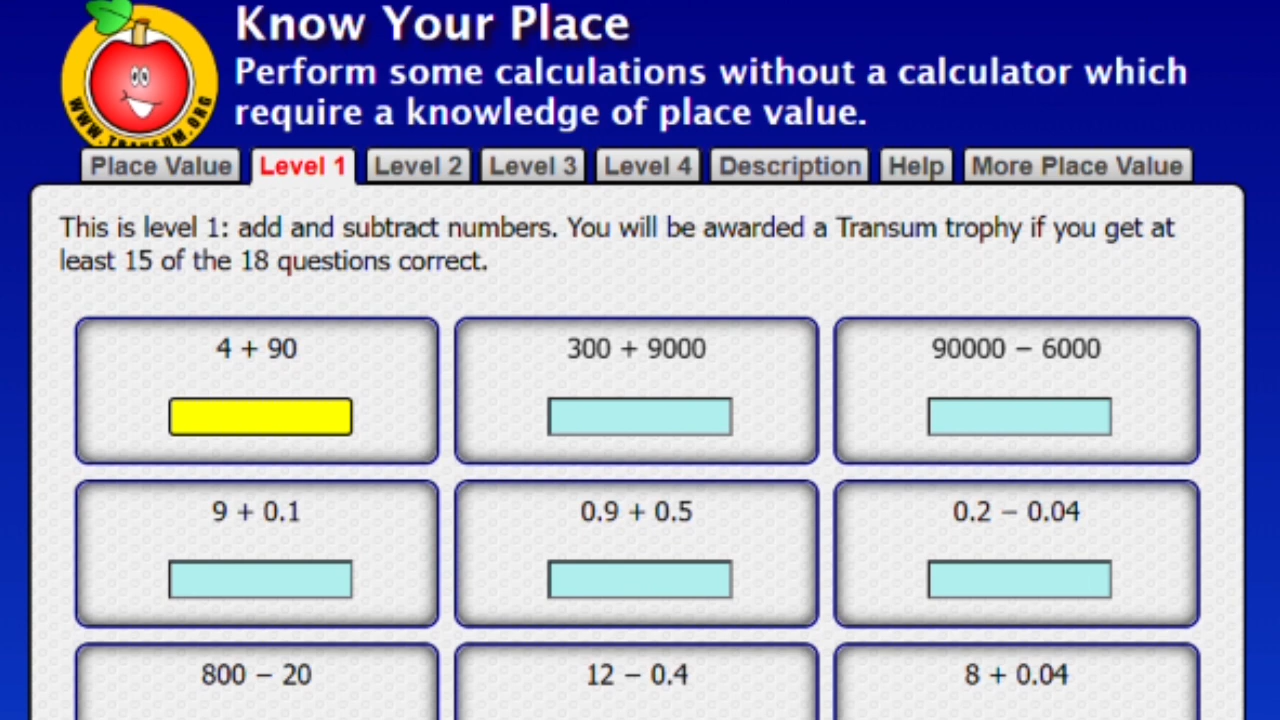 Know Your Place
Perform some calculations without a calculator which
require a knowledge of place value.
WWW.TRANSUM.ORG
Place Value Level 1 Level 2 Level 3 Level 4 Description Help More Place Value
This is level 1: add and subtract numbers. You will be awarded a Transum trophy if you get at
least 15 of the 18 questions correct.
4 + 90 300 + 9000 90000 − 6000
9 + 0.1 0.9 + 0.5 0.2 − 0.04
800 − 20 12 − 0.4 8 + 0.04